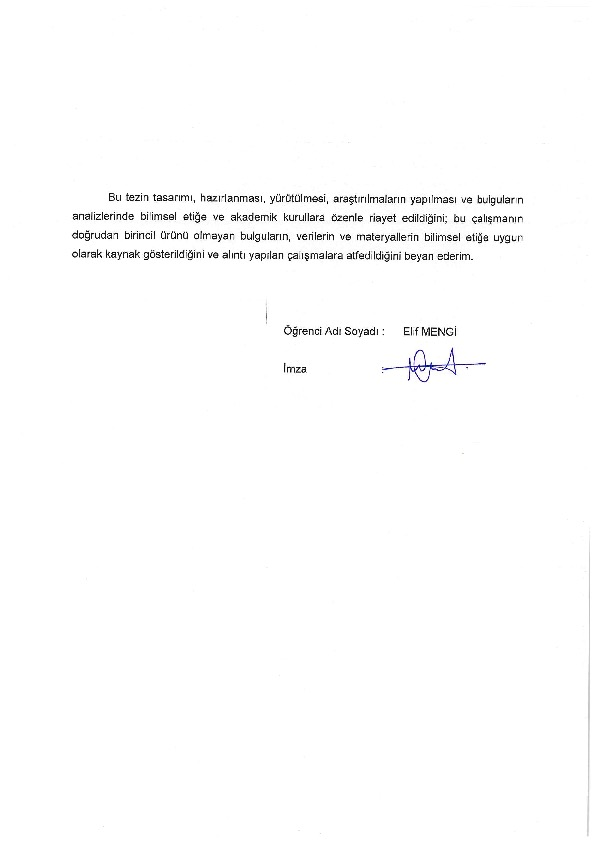 Bu tezin tasarımı, hazırlanması, yürütülmesi, araştırılmaların yapılması ve bulguların
analizlerinde bilimsel etiğe ve akademik kurullara özenle riayet edildiğini; bu çalışmanın
doğrudan birincil ürünü olmayan bulguların, verilerin ve materyallerin bilimsel etiğe uygun
olarak kaynak gösterildiğini ve alıntı yapılan çalışmalara atfedildiğini beyan ederim.
Öğrenci Adı Soyadı : Elif MENGİ
İmza